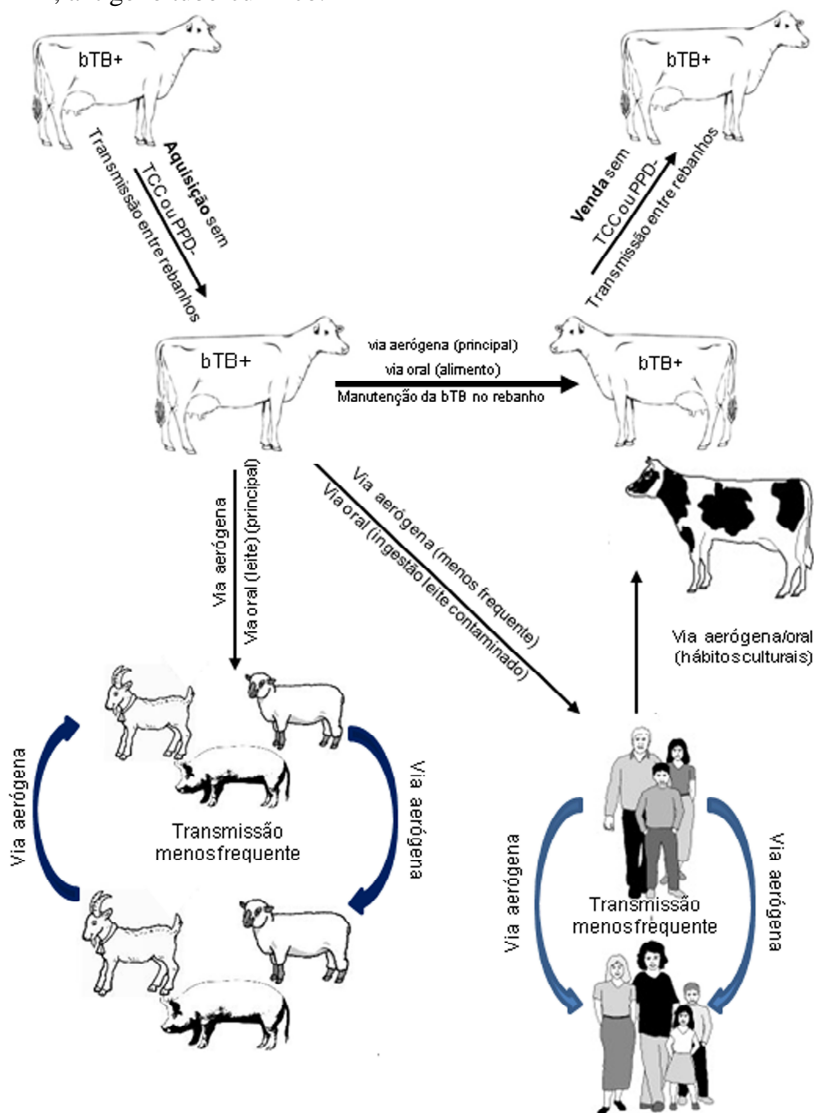 bTB+
bTB+
Aquisição sem
TCC ou PPD-
Transmissão entre rebanhos
Venda sem
TCC ou PPD-
Transmissão entre rebanhos
bTB+
via aerógena (principal)
via oral (alimento)
Manutenção da bTB no rebanho
bTB+
Via aerógena
Via oral (leite) (principal)
Via aerógena (menos frequente)
Via oral (ingestão leite contaminado)
Via aerógena/oral
(hábitos culturais)
Via aerógena
Transmissão
menos frequente
Via aerógena
Via aerógena
Transmissão
menos frequente
Via aerógena